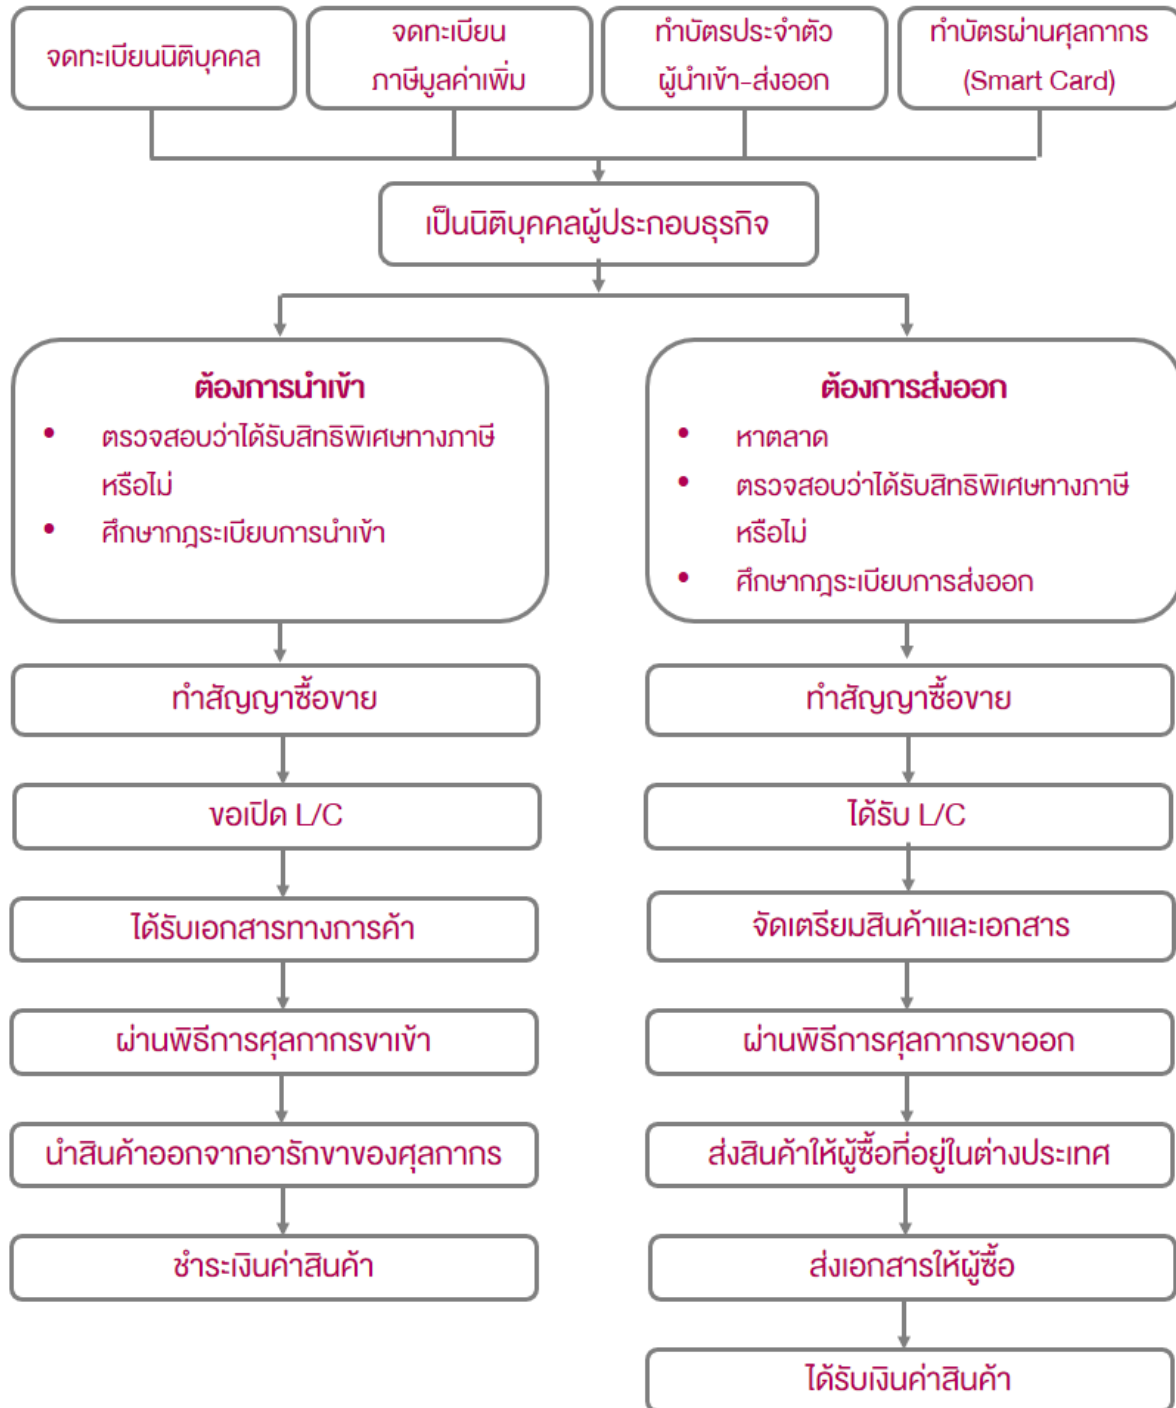 จดทะเบียนนิติบุคคล
จดทะเบียน
ภาษีมูลค่าเพิ่ม
ทำบัตรประจำตัว
ผู้นำเข้า-ส่งออก
ทำบัตรผ่านศุลกากร
(Smart Card)
เป็นนิติบุคคลผู้ประกอบธุรกิจ
ต้องการนำเข้า
• ตรวจสอบว่าได้รับสิทธิพิเศษทางภาษี
หรือไม่
• ศึกษากฎระเบียบการนำเข้า
ทำสัญญาซื้อขาย
ขอเปิด L/C
ได้รับเอกสารทางการค้า
ผ่านพิธีการศุลกากรขาเข้า
นำสินค้าออกจากอารักขาของศุลกากร
ชำระเงินค่าสินค้า
ต้องการส่งออก
• หาตลาด
• ตรวจสอบว่าได้รับสิทธิพิเศษทางภาษี
หรือไม่
• ศึกษากฎระเบียบการส่งออก
ทำสัญญาซื้อขาย
ได้รับ L/C
จัดเตรียมสินค้าและเอกสาร
ผ่านพิธีการศุลกากรขาออก
ส่งสินค้าให้ผู้ซื้อที่อยู่ในต่างประเทศ
ส่งเอกสารให้ผู้ซื้อ
ได้รับเงินค่าสินค้า